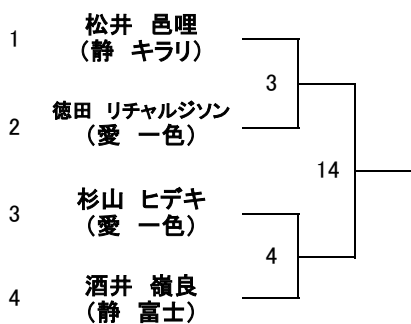 1 松井 邑哩
(静 キラリ)
3
2 徳田 リチャルジソン
(愛 一色)
14
3 杉山 ヒデキ
(愛 一色)
4
4 酒井 嶺良
(静 富士)